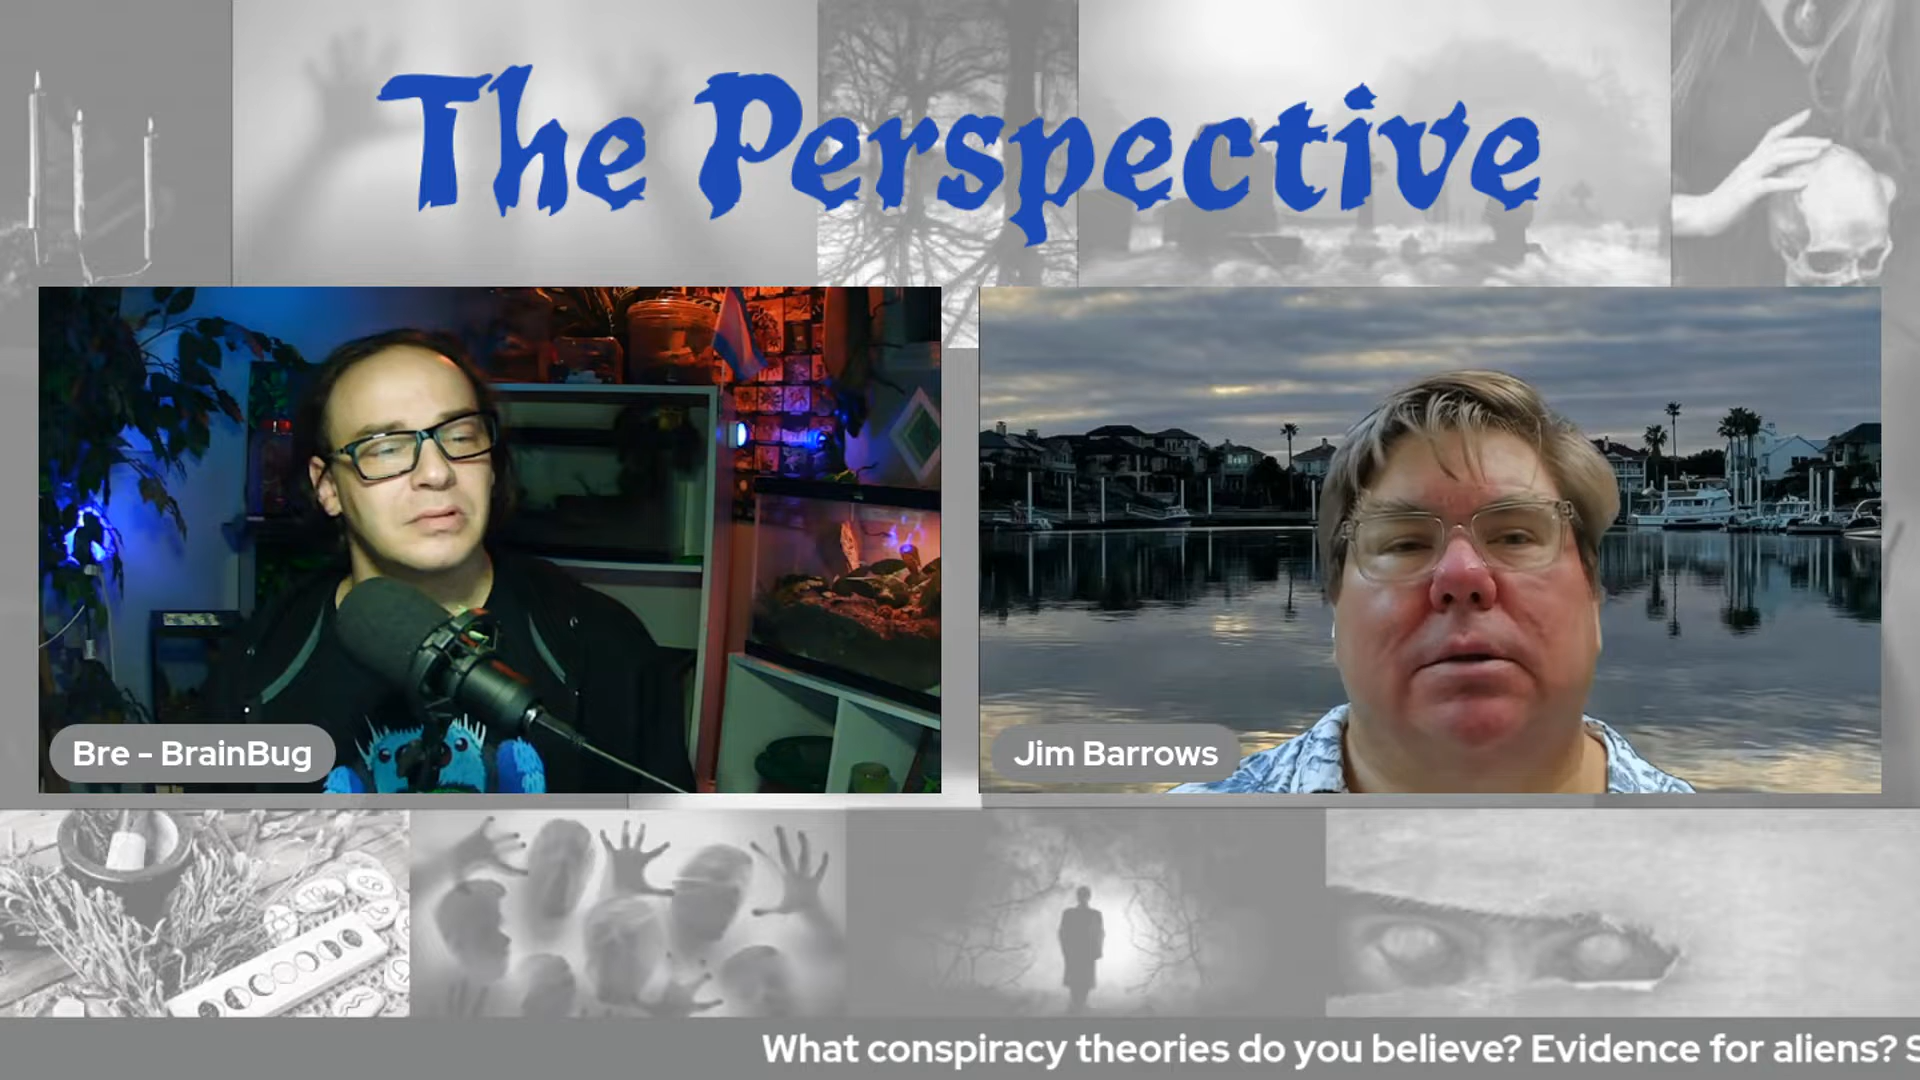 The Perspective
Bre - BrainBug
Jim Barrows
What conspiracy theories do you believe? Evidence for aliens? S